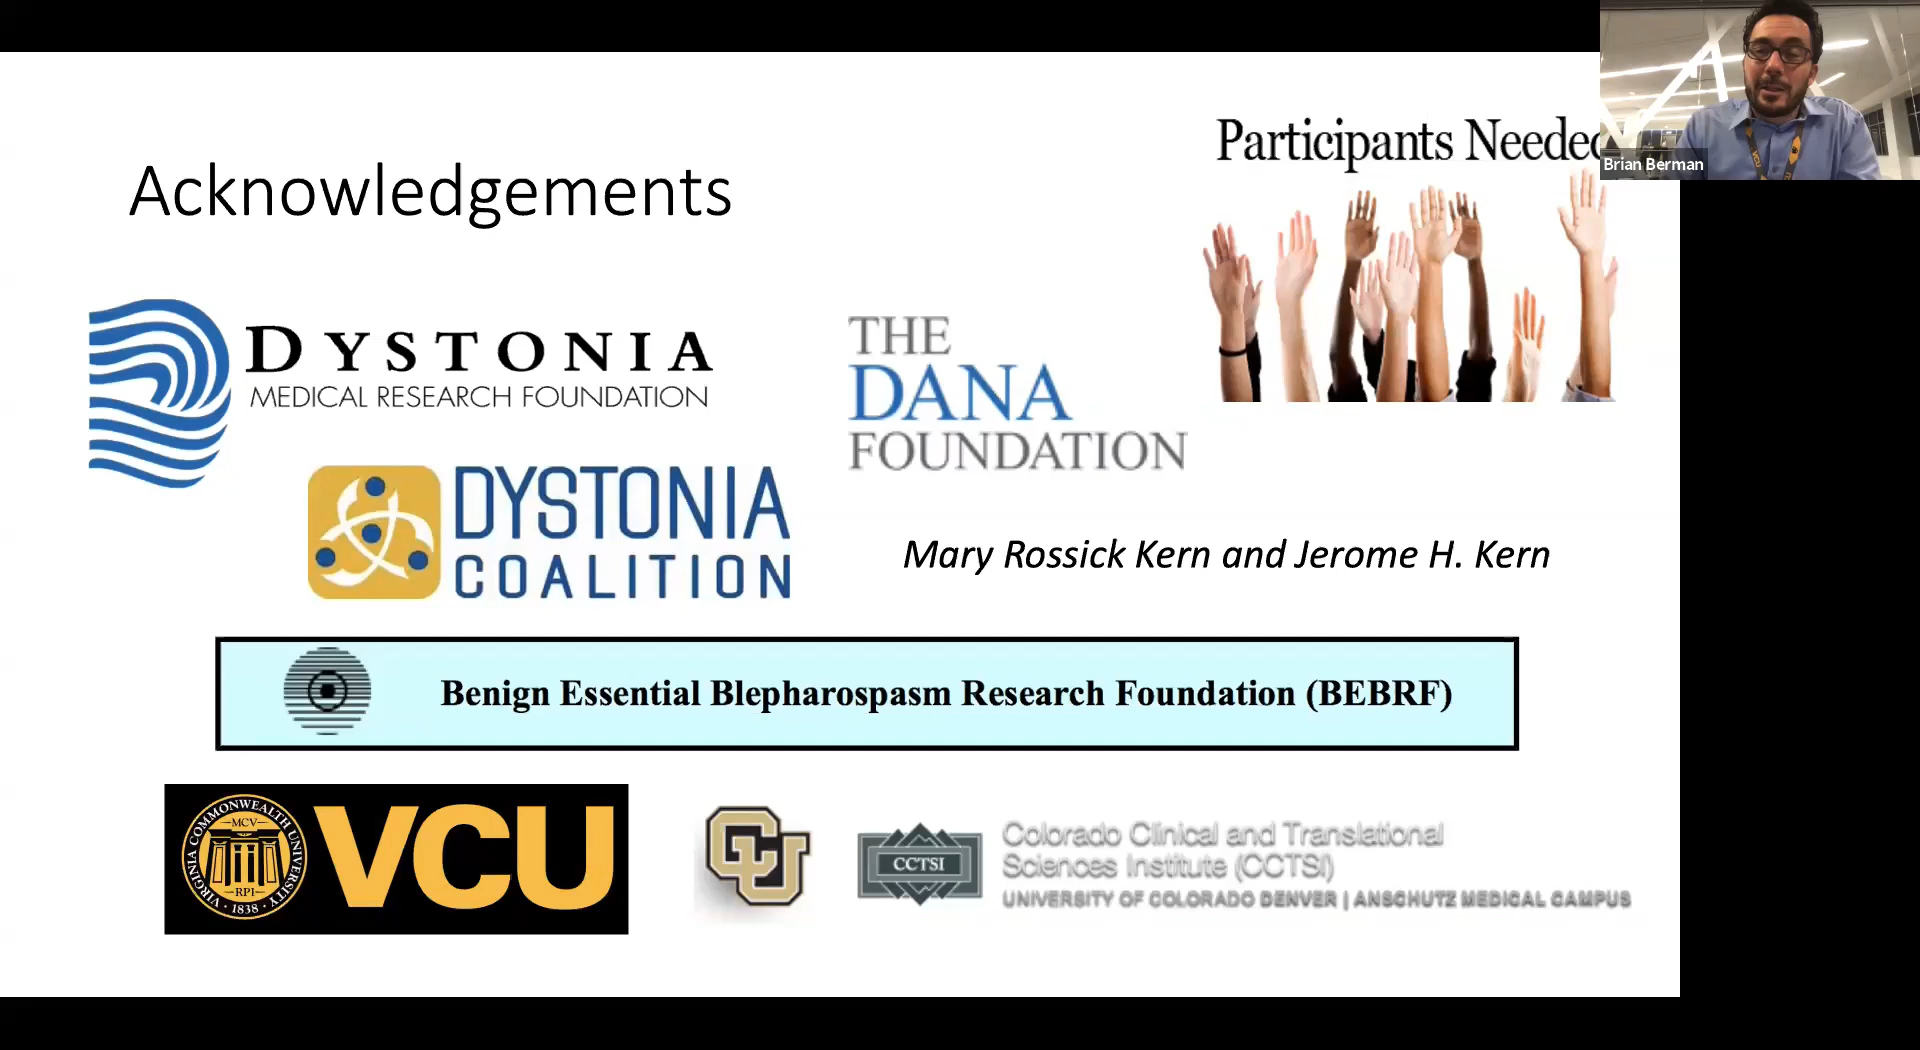 Participants Needed
Brian Berman
VCU
Acknowledgements
DYSTONIA
MEDICAL RESEARCH FOUNDATION
THE
DANA
FOUNDATION
DYSTONIA
COALITION
Mary Rossick Kern and Jerome H. Kern
Benign Essential Blepharospasm Research Foundation (BEBRF)
VIRGINIA COMMONWEALTH UNIVERSITY
MCV
RPI
1838
VCU
CU
CCTSI
Colorado Clinical and Translational
Sciences Institute (CCTSI)
UNIVERSITY OF COLORADO DENVER | ANSCHUTZ MEDICAL CAMPUS